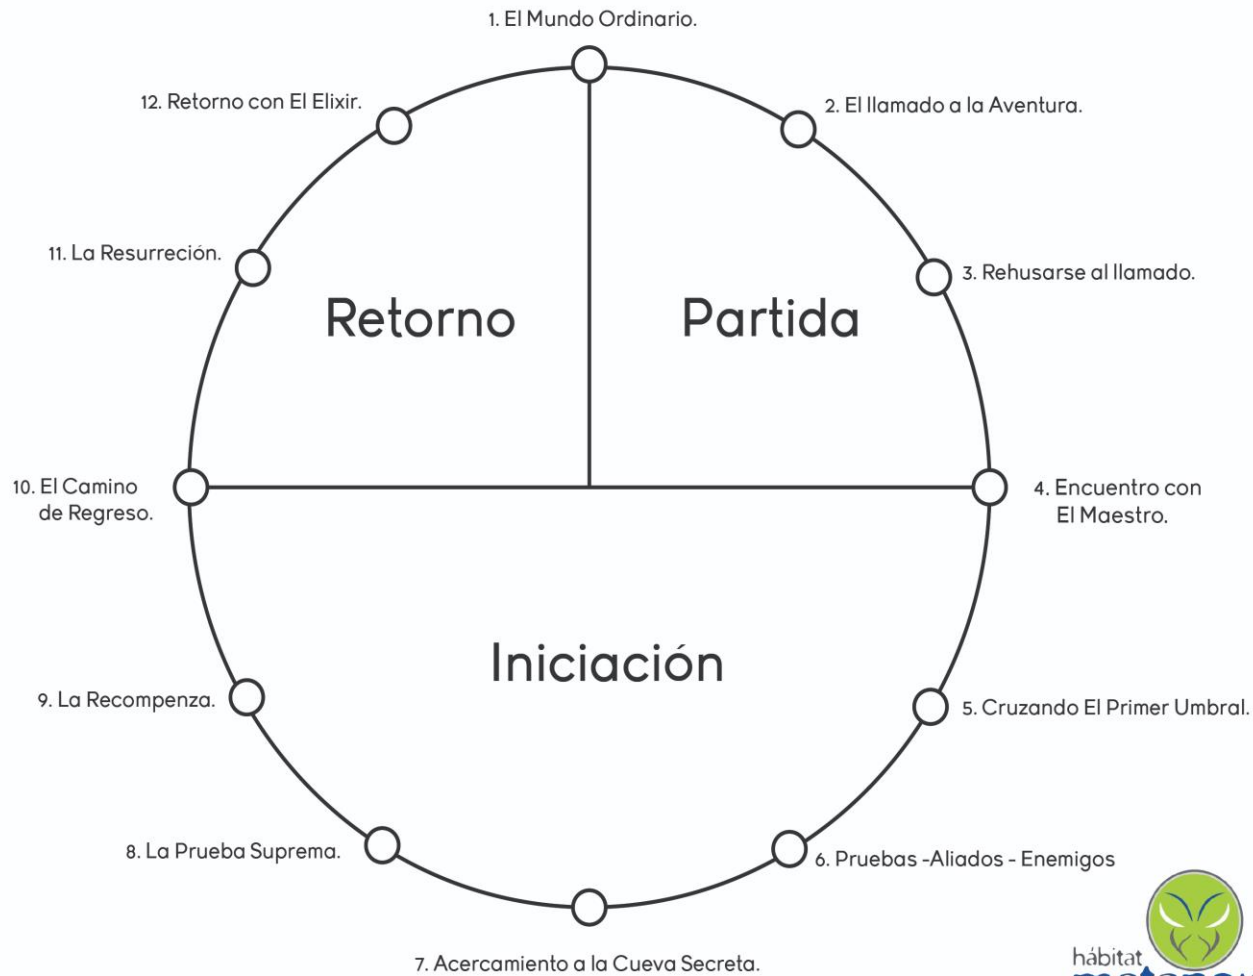 1. El Mundo Ordinario.
2. El llamado a la Aventura.
3. Rehusarse al llamado.
4. Encuentro con
El Maestro.
5. Cruzando El Primer Umbral.
6. Pruebas -Aliados - Enemigos
7. Acercamiento a la Cueva Secreta.
8. La Prueba Suprema.
9. La Recompenza.
10. El Camino
de Regreso.
11. La Resurreción.
12. Retorno con El Elixir.
Retorno
Partida
Iniciación
hábitat